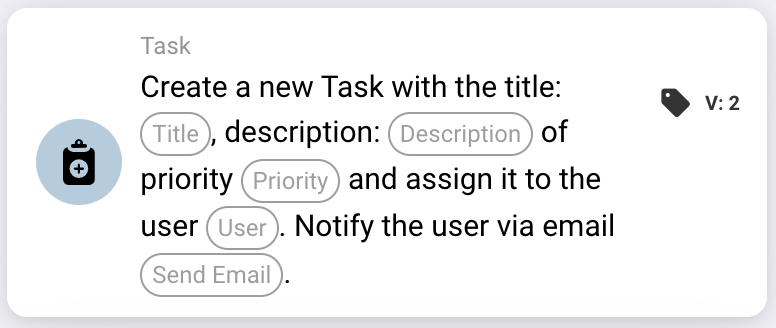 Task
Create a new Task with the title:
Title, description: Description of
priority Priority and assign it to the
user User. Notify the user via email
Send Email.
V: 2